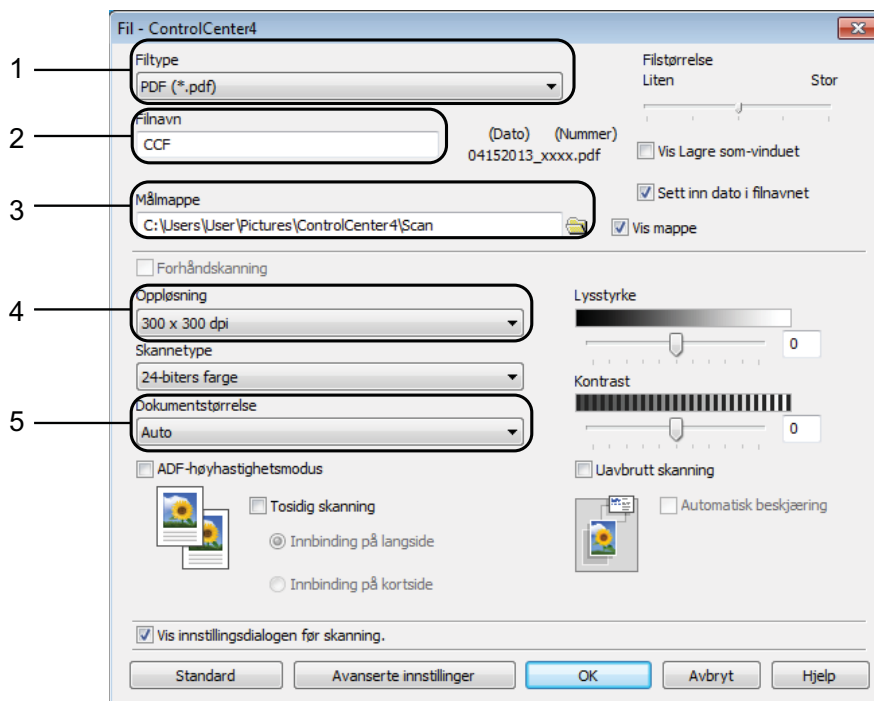 Fil - ControlCenter4
1
Filtype
PDF (*.pdf)
Filstørrelse
Liten Stor
2
Filnavn
CCF
(Dato) (Nummer)
04152013_xxxx.pdf
Vis Lagre som-vinduet
Sett inn dato i filnavnet
3
Målmappe
C:\Users\User\Pictures\ControlCenter4\Scan
Vis mappe
Forhåndskanning
4
Oppløsning
300 x 300 dpi
Lysstyrke
0
Skannetype
24-biters farge
Kontrast
0
5
Dokumentstørrelse
Auto
ADF-høyhastighetsmodus
Tosidig skanning
Innbinding på langside
Innbinding på kortside
Uavbrutt skanning
Automatisk beskjæring
Vis innstillingsdialogen før skanning.
Standard Avanserte innstillinger OK Avbryt Hjelp